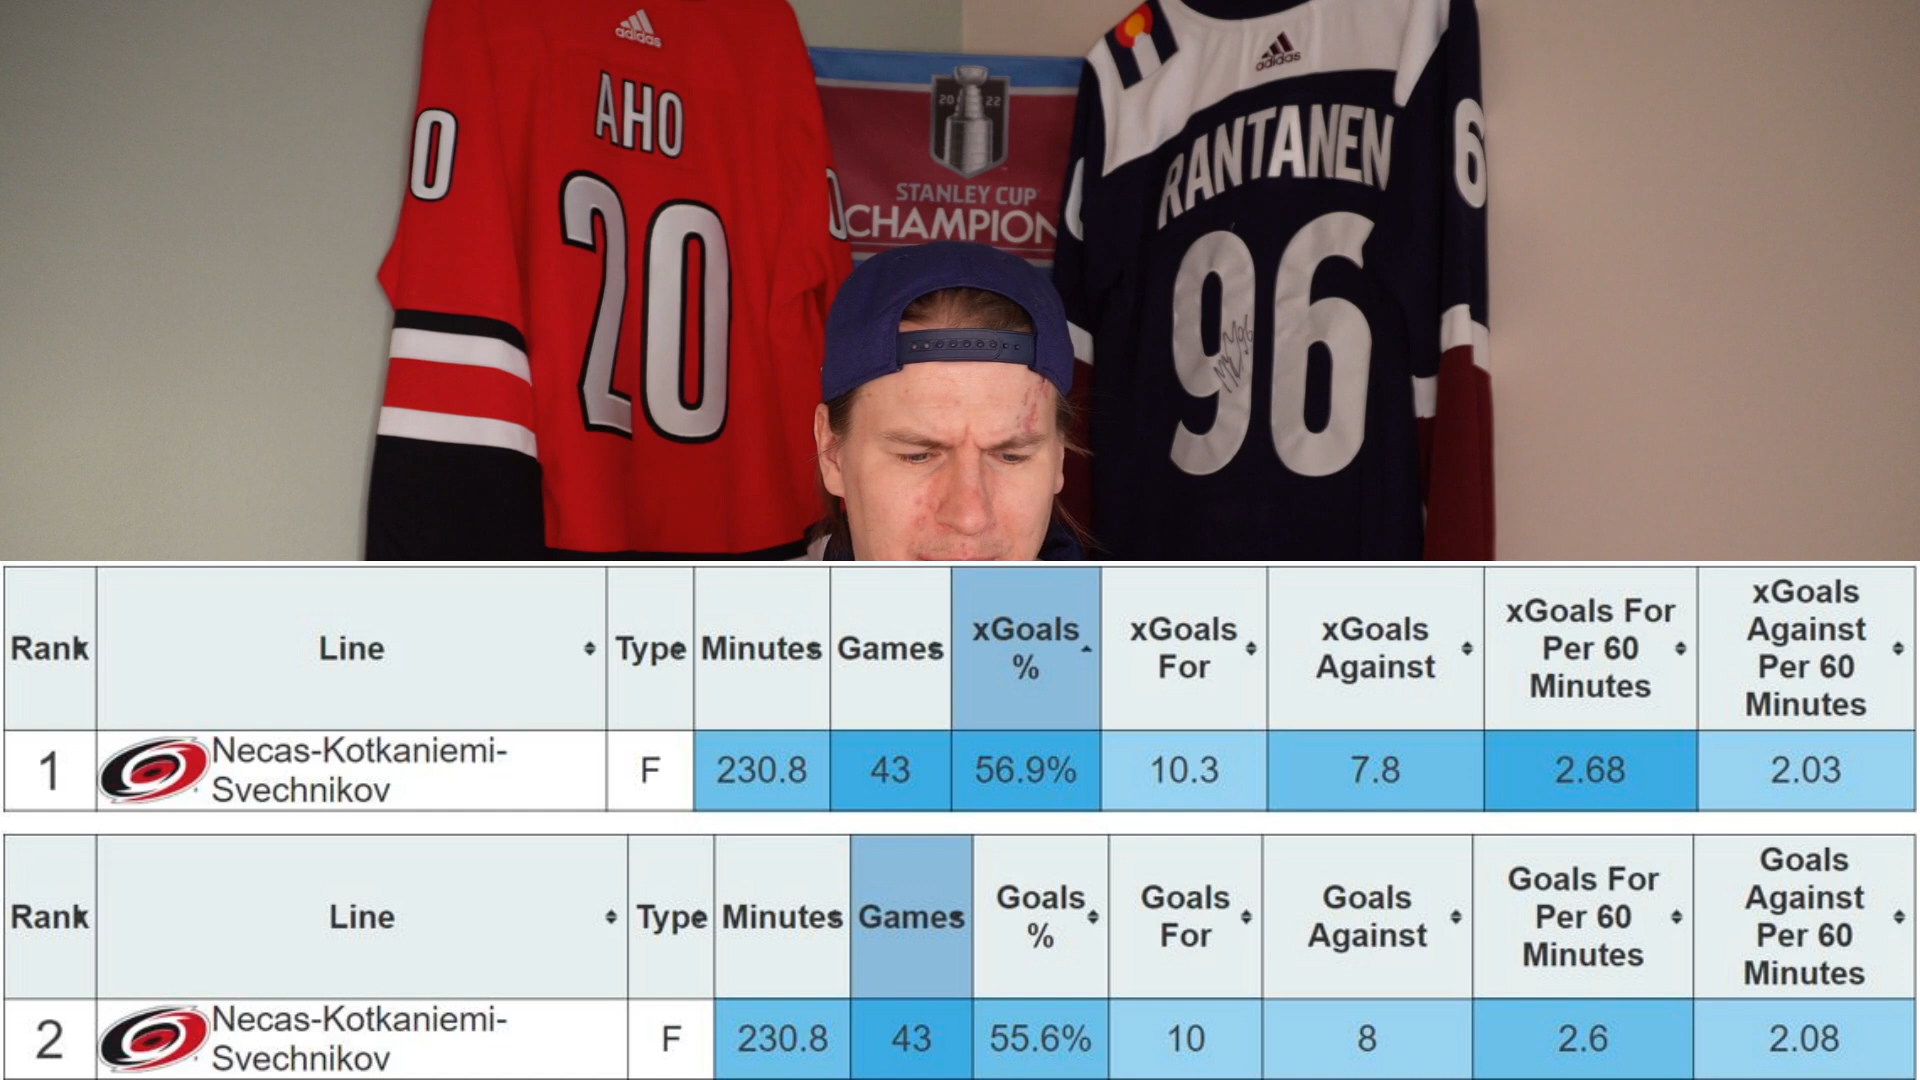 adidas
AHO
20
0
0
20 22
STANLEY CUP
CHAMPION
adidas
RANTANEN
96
6
Rank Line Type Minutes Games xGoals % xGoals For xGoals Against xGoals For Per 60 Minutes xGoals Against Per 60 Minutes
1 Necas-Kotkaniemi-Svechnikov F 230.8 43 56.9% 10.3 7.8 2.68 2.03
Rank Line Type Minutes Games Goals % Goals For Goals Against Goals For Per 60 Minutes Goals Against Per 60 Minutes
2 Necas-Kotkaniemi-Svechnikov F 230.8 43 55.6% 10 8 2.6 2.08